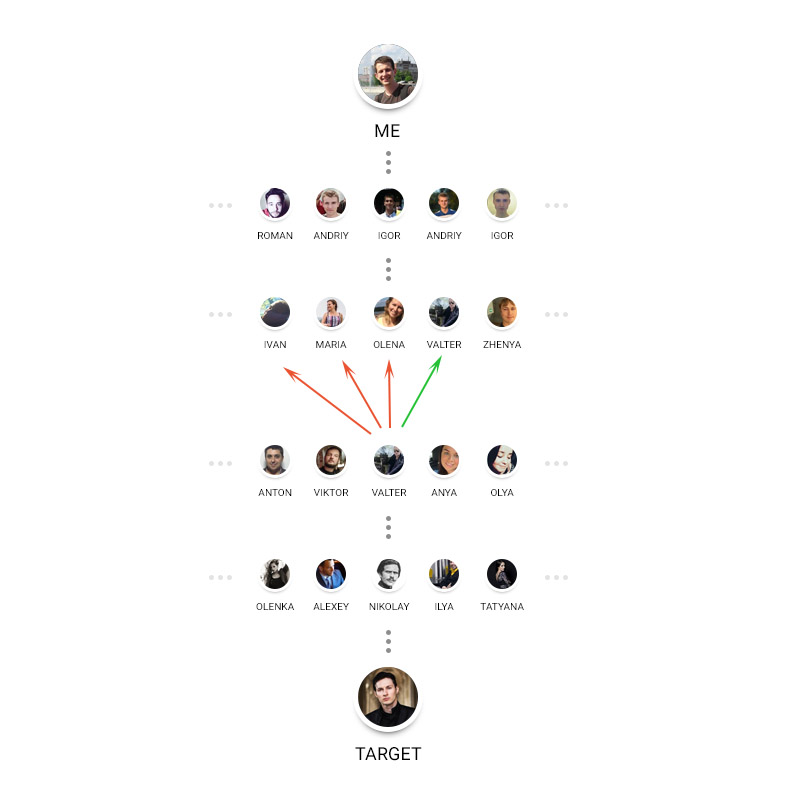 ME
ROMAN ANDRIY IGOR ANDRIY IGOR
IVAN MARIA OLENA VALTER ZHENYA
ANTON VIKTOR VALTER ANYA OLYA
OLENKA ALEXEY NIKOLAY ILYA TATYANA
TARGET